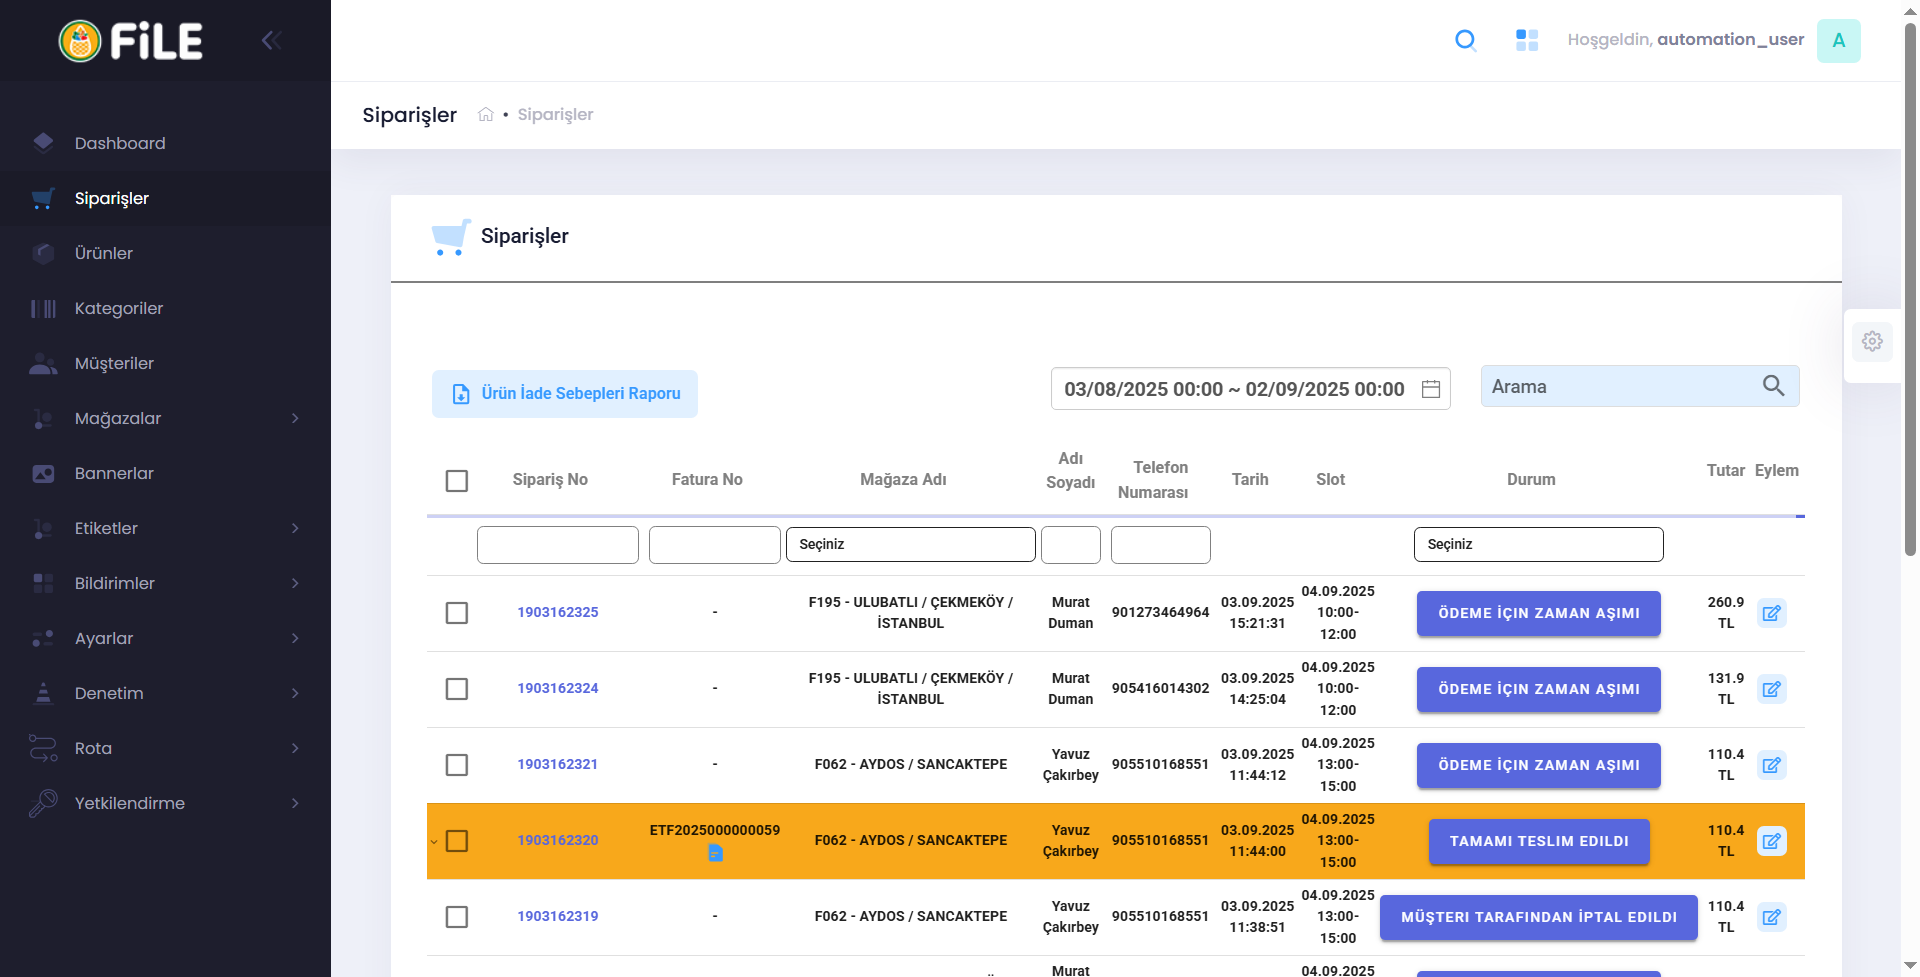 FiLE
Hoşgeldin, automation_user
A
Siparişler
Siparişler
Dashboard
Siparişler
Ürünler
Kategoriler
Müşteriler
Mağazalar
Bannerlar
Etiketler
Bildirimler
Ayarlar
Denetim
Rota
Yetkilendirme
Siparişler
Ürün İade Sebepleri Raporu
03/08/2025 00:00 ~ 02/09/2025 00:00
Arama
Sipariş No
Fatura No
Mağaza Adı
Adı
Soyadı
Telefon
Numarası
Tarih
Slot
Durum
Tutar
Eylem
Seçiniz
Seçiniz
1903162325
-
F195 - ULUBATLI / ÇEKMEKÖY /
İSTANBUL
Murat
Duman
901273464964
03.09.2025
15:21:31
04.09.2025
10:00-
12:00
ÖDEME İÇİN ZAMAN AŞIMI
260.9
TL
1903162324
-
F195 - ULUBATLI / ÇEKMEKÖY /
İSTANBUL
Murat
Duman
905416014302
03.09.2025
14:25:04
04.09.2025
10:00-
12:00
ÖDEME İÇİN ZAMAN AŞIMI
131.9
TL
1903162321
-
F062 - AYDOS / SANCAKTEPE
Yavuz
Çakırbey
905510168551
03.09.2025
11:44:12
04.09.2025
13:00-
15:00
ÖDEME İÇİN ZAMAN AŞIMI
110.4
TL
1903162320
ETF2025000000059
F062 - AYDOS / SANCAKTEPE
Yavuz
Çakırbey
905510168551
03.09.2025
11:44:00
04.09.2025
13:00-
15:00
TAMAMI TESLIM EDILDI
110.4
TL
1903162319
-
F062 - AYDOS / SANCAKTEPE
Yavuz
Çakırbey
905510168551
03.09.2025
11:38:51
04.09.2025
13:00-
15:00
MÜŞTERI TARAFINDAN İPTAL EDILDI
110.4
TL
Murat
04.09.2025